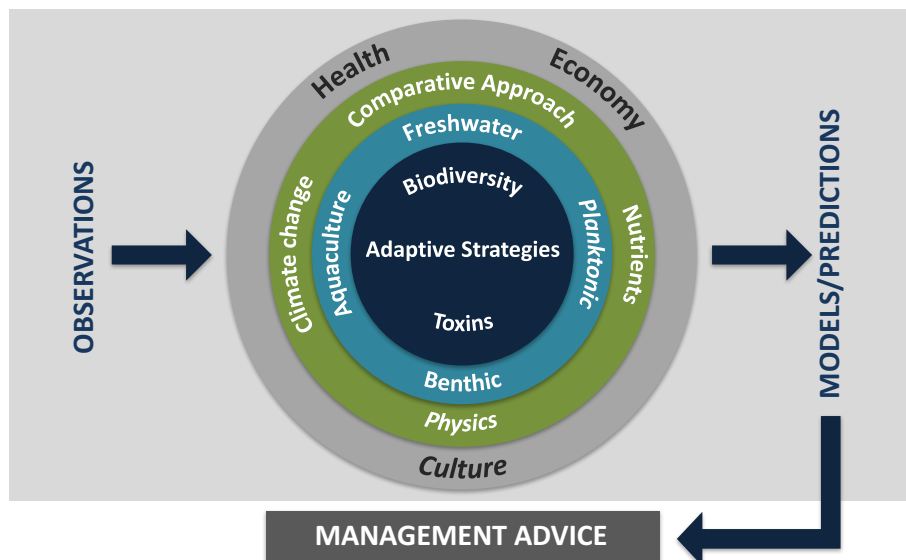 OBSERVATIONS
Health
Economy
Culture
Comparative Approach
Climate change
Nutrients
Physics
Freshwater
Aquaculture
Planktonic
Benthic
Biodiversity
Adaptive Strategies
Toxins
MODELS/PREDICTIONS
MANAGEMENT ADVICE